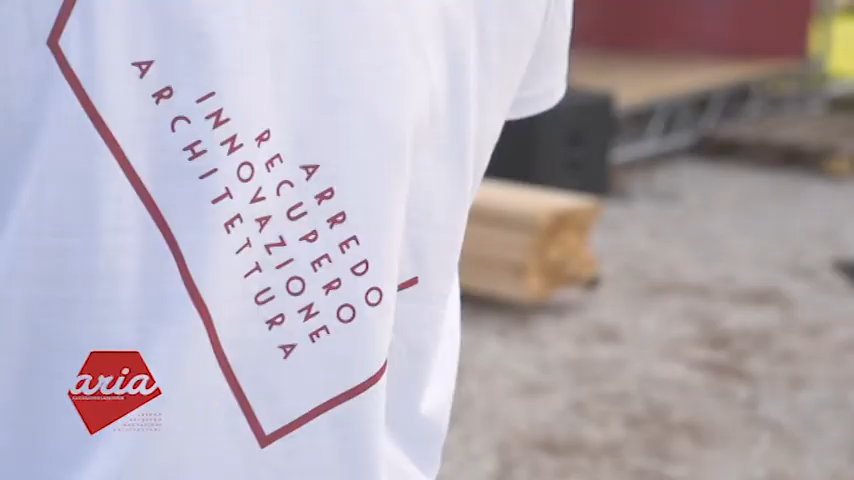 ARREDO
RECUPERO
INNOVAZIONE
ARCHITETTURA
aria